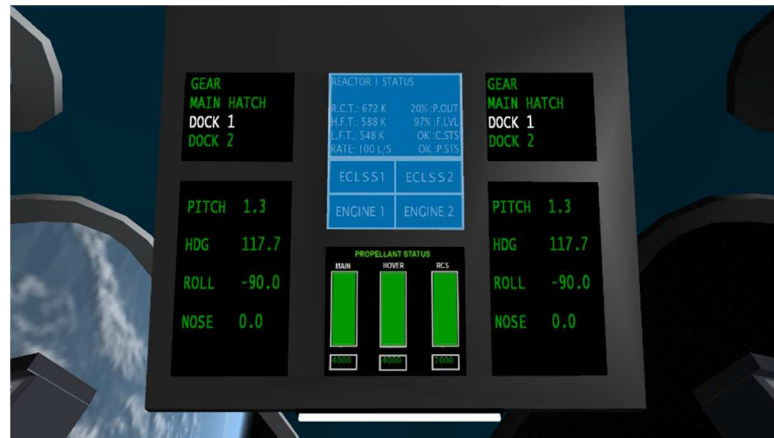 GEAR
MAIN HATCH
DOCK 1
DOCK 2
PITCH 1.3
HDG 117.7
ROLL -90.0
NOSE 0.0
REACTOR 1 STATUS
R.C.T.: 672 K 20% :P.OUT
H.F.T.: 588 K 97% :F.LVL
L.F.T.: 548 K OK :C.STS
RATE: 100 L/S OK :P.STS
ECLSS1 ECLSS2
ENGINE 1 ENGINE 2
PROPELLANT STATUS
MAIN HOVER RCS
4000 4000 2000
GEAR
MAIN HATCH
DOCK 1
DOCK 2
PITCH 1.3
HDG 117.7
ROLL -90.0
NOSE 0.0